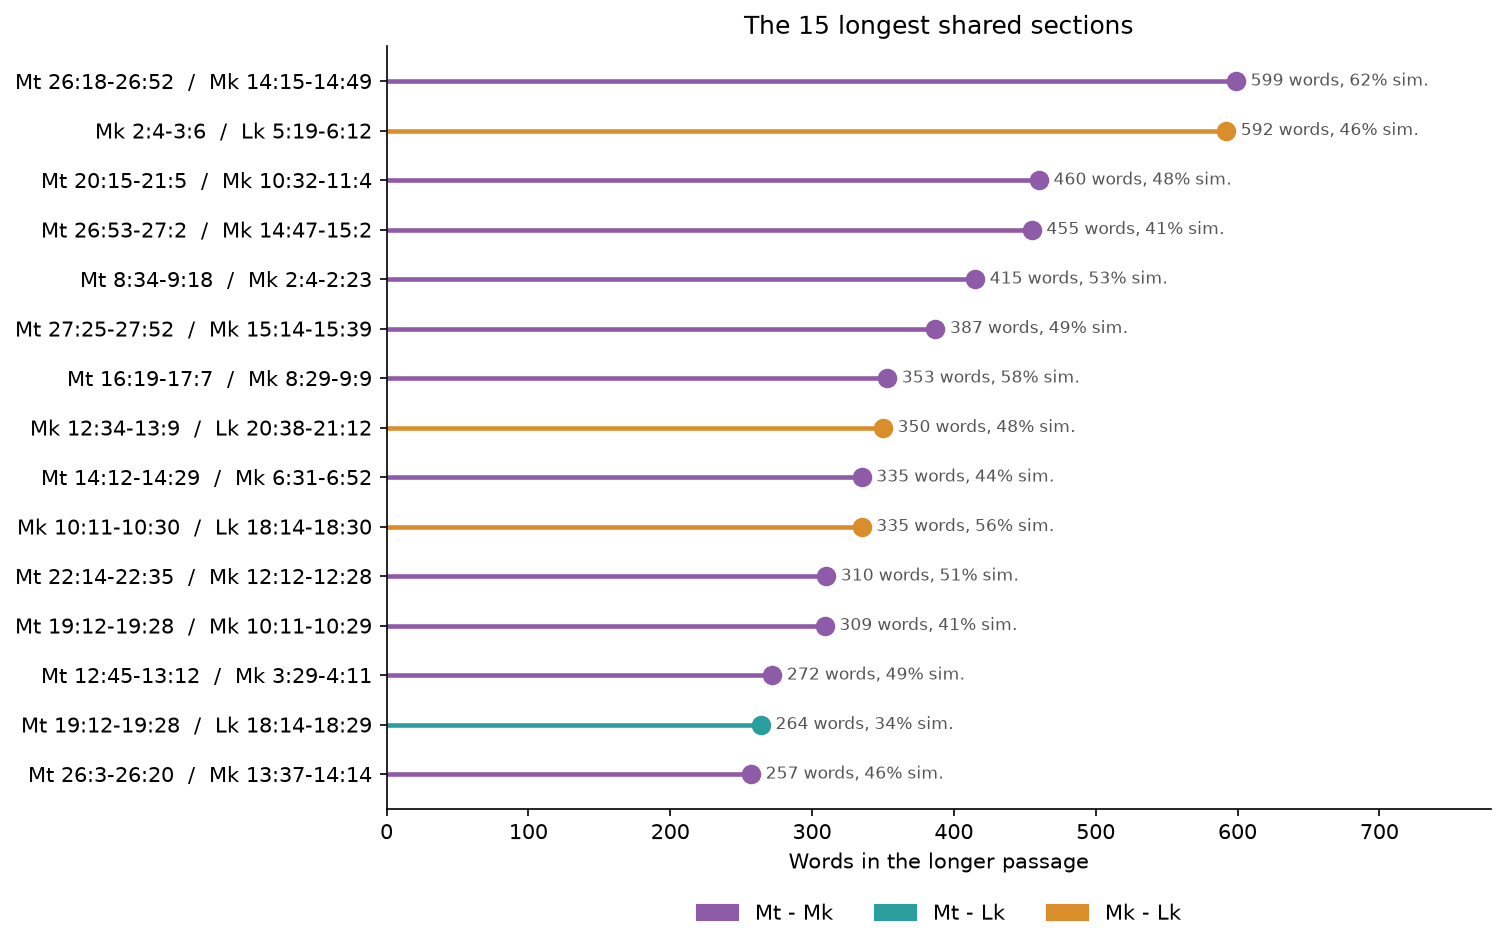 The 15 longest shared sections
Mt 26:18-26:52 / Mk 14:15-14:49 599 words, 62% sim.
Mk 2:4-3:6 / Lk 5:19-6:12 592 words, 46% sim.
Mt 20:15-21:5 / Mk 10:32-11:4 460 words, 48% sim.
Mt 26:53-27:2 / Mk 14:47-15:2 455 words, 41% sim.
Mt 8:34-9:18 / Mk 2:4-2:23 415 words, 53% sim.
Mt 27:25-27:52 / Mk 15:14-15:39 387 words, 49% sim.
Mt 16:19-17:7 / Mk 8:29-9:9 353 words, 58% sim.
Mk 12:34-13:9 / Lk 20:38-21:12 350 words, 48% sim.
Mt 14:12-14:29 / Mk 6:31-6:52 335 words, 44% sim.
Mk 10:11-10:30 / Lk 18:14-18:30 335 words, 56% sim.
Mt 22:14-22:35 / Mk 12:12-12:28 310 words, 51% sim.
Mt 19:12-19:28 / Mk 10:11-10:29 309 words, 41% sim.
Mt 12:45-13:12 / Mk 3:29-4:11 272 words, 49% sim.
Mt 19:12-19:28 / Lk 18:14-18:29 264 words, 34% sim.
Mt 26:3-26:20 / Mk 13:37-14:14 257 words, 46% sim.
0 100 200 300 400 500 600 700
Words in the longer passage
Mt - Mk Mt - Lk Mk - Lk